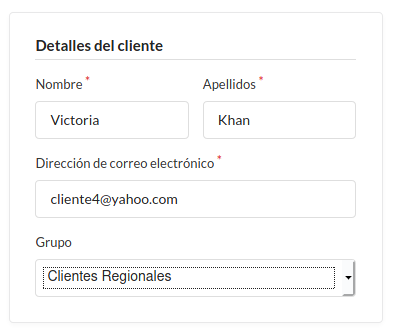 Detalles del cliente
Nombre * Apellidos *
Victoria Khan
Dirección de correo electrónico *
cliente4@yahoo.com
Grupo
Clientes Regionales